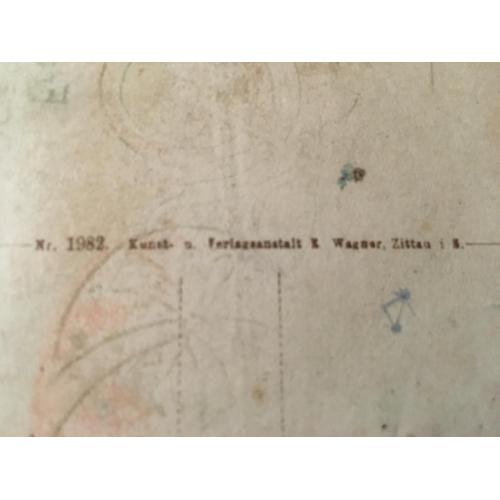 Nr. 1982. Kunst- u. Verlagsanstalt R. Wagner, Zittau i S.